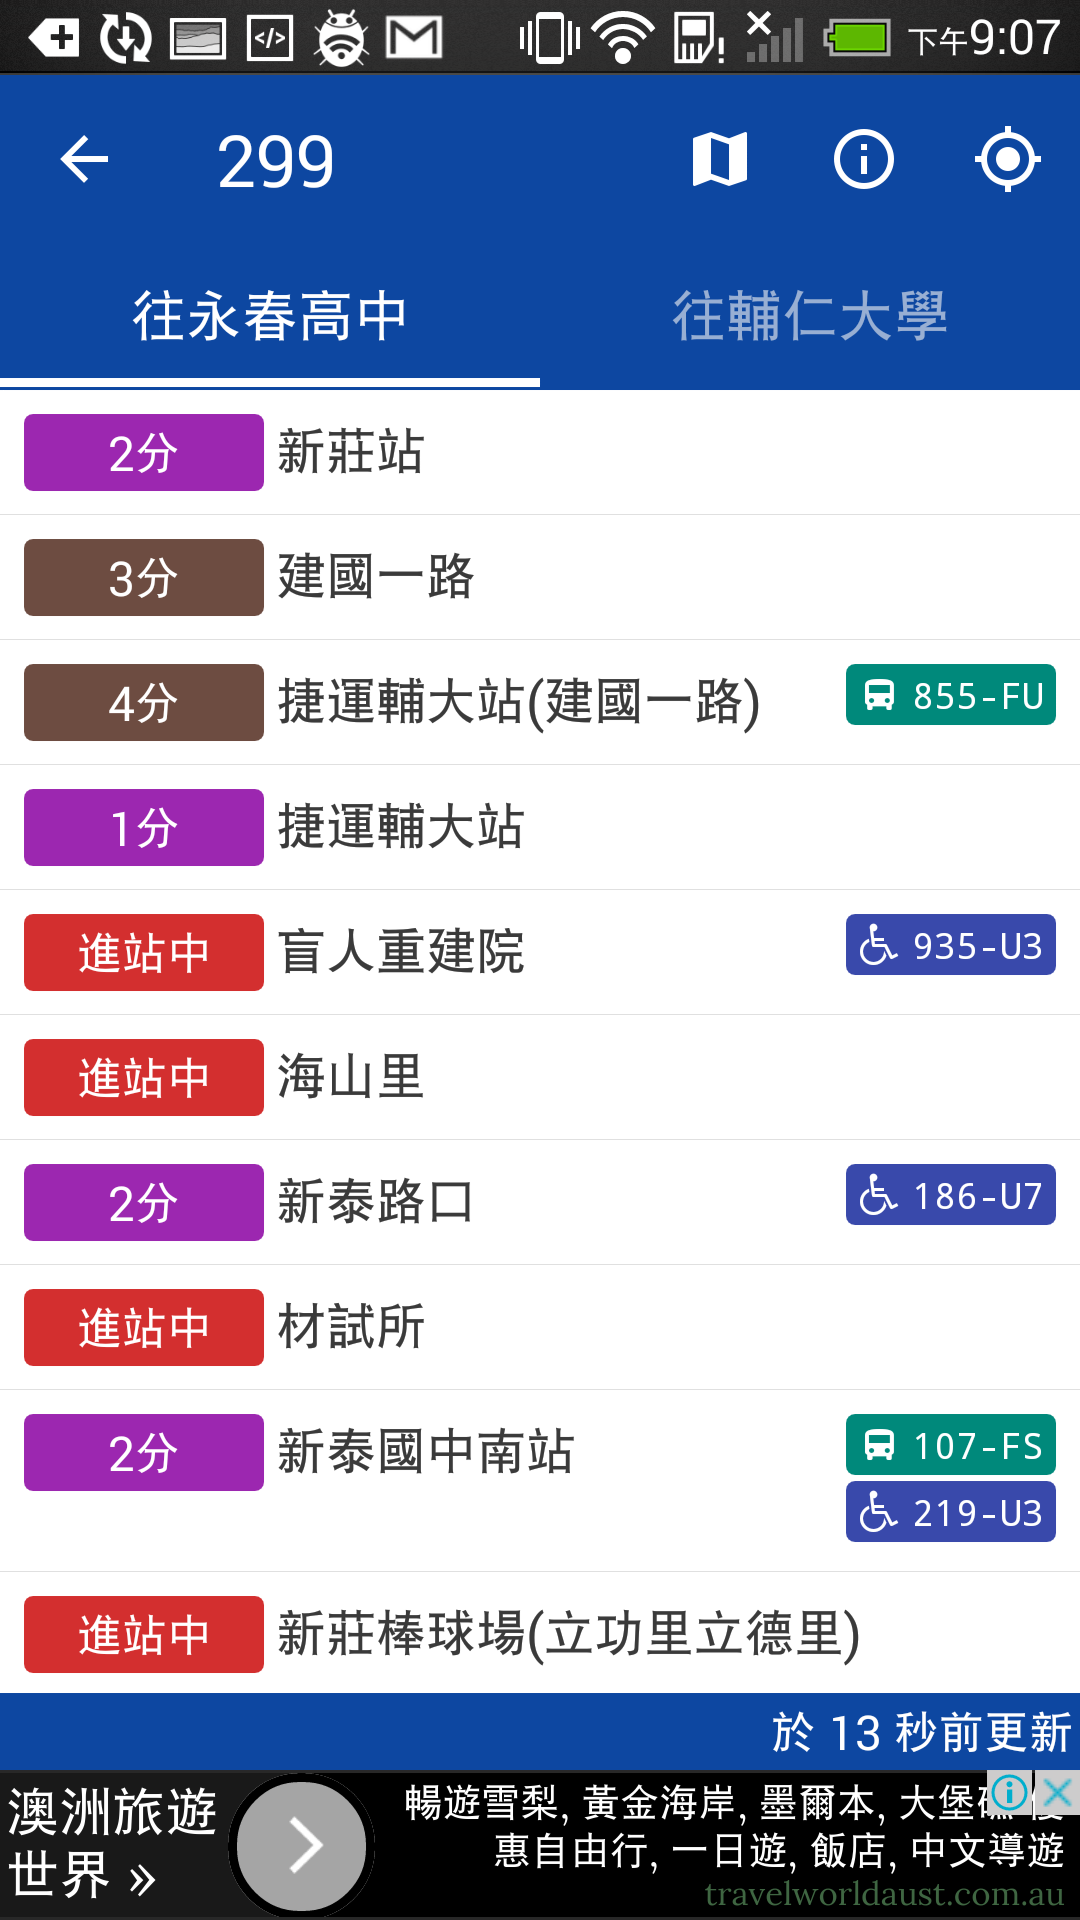 下午9:07
299
往永春高中
往輔仁大學
2分 新莊站
3分 建國一路
4分 捷運輔大站(建國一路) 855-FU
1分 捷運輔大站
進站中 盲人重建院 935-U3
進站中 海山里
2分 新泰路口 186-U7
進站中 材試所
2分 新泰國中南站 107-FS
219-U3
進站中 新莊棒球場(立功里立德里)
於 13 秒前更新
澳洲旅遊
世界 »
暢遊雪梨, 黃金海岸, 墨爾本, 大堡礁 優
惠自由行, 一日遊, 飯店, 中文導遊
travelworldaust.com.au